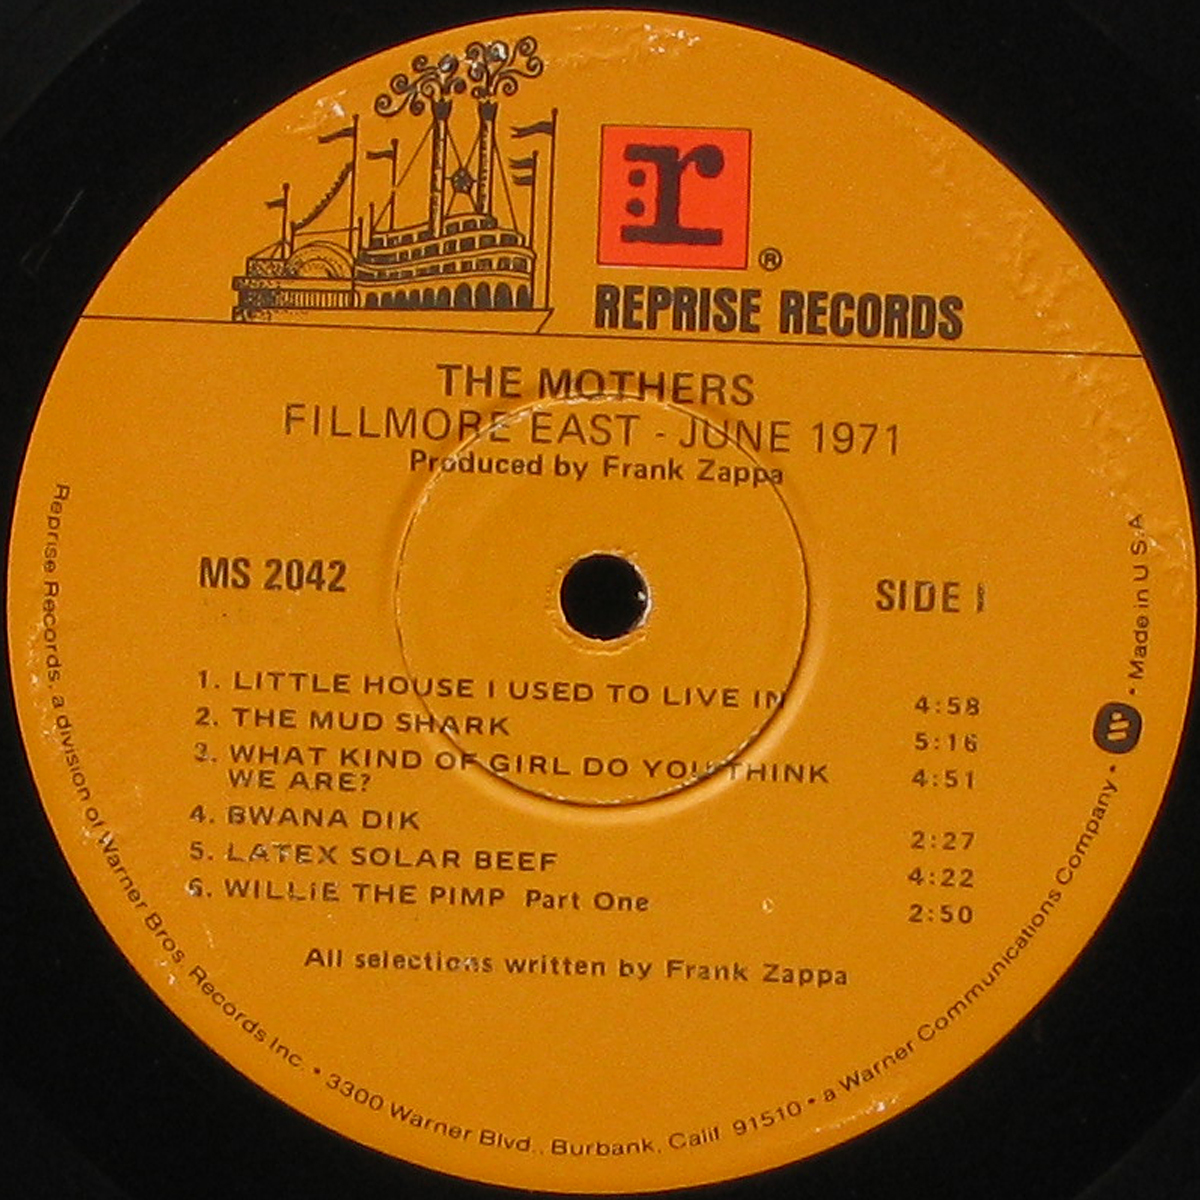 r
®
REPRISE RECORDS
THE MOTHERS
FILLMORE EAST - JUNE 1971
Produced by Frank Zappa
MS 2042
SIDE 1
1. LITTLE HOUSE I USED TO LIVE IN 4:58
2. THE MUD SHARK 5:16
3. WHAT KIND OF GIRL DO YOU THINK
WE ARE? 4:51
4. BWANA DIK 2:27
5. LATEX SOLAR BEEF 4:22
6. WILLIE THE PIMP Part One 2:50
All selections written by Frank Zappa
Reprise Records, a division of Warner Bros. Records Inc. • 3300 Warner Blvd., Burbank, Calif. 91510 • a Warner Communications Company • W • Made in U.S.A